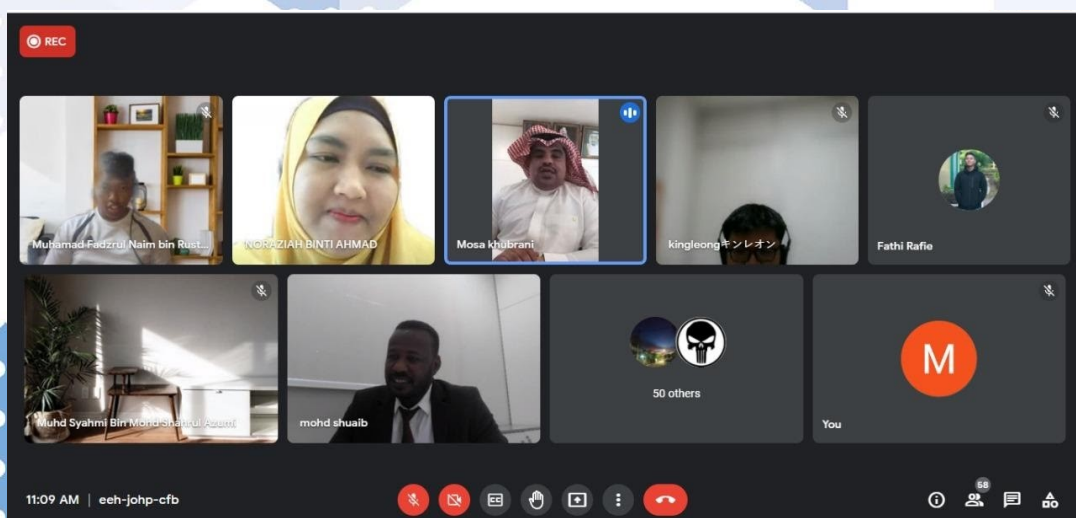 REC
Muhamad Fadzrul Naim bin Rust...
NORAZIAH BINTI AHMAD
Mosa khubrani
kingleongキンレオン
Fathi Rafie
Muhd Syahmi Bin Mohd Shahrul Azumi
mohd shuaib
50 others
M
You
58
11:09 AM | eeh-johp-cfb
CC